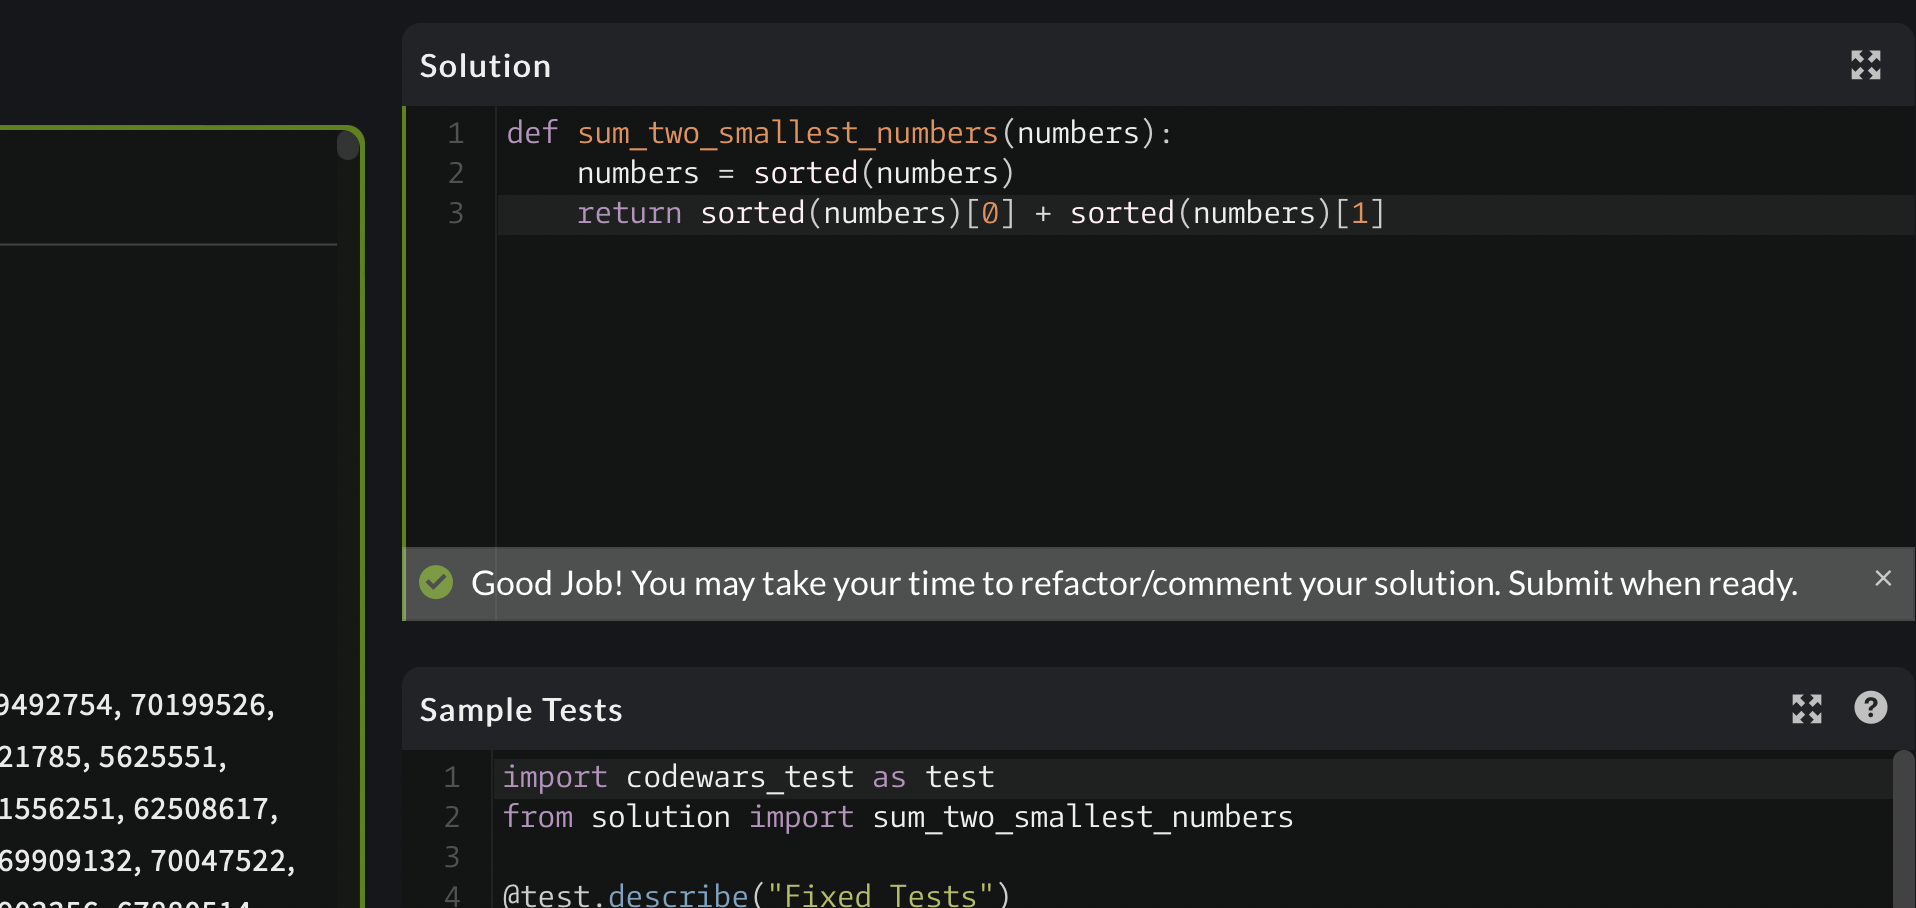 Solution
1 def sum_two_smallest_numbers(numbers):
2 numbers = sorted(numbers)
3 return sorted(numbers)[0] + sorted(numbers)[1]
Good Job! You may take your time to refactor/comment your solution. Submit when ready.
9492754, 70199526,
21785, 5625551,
1556251, 62508617,
69909132, 70047522,
Sample Tests
1 import codewars_test as test
2 from solution import sum_two_smallest_numbers
3
4 @test.describe("Fixed Tests")